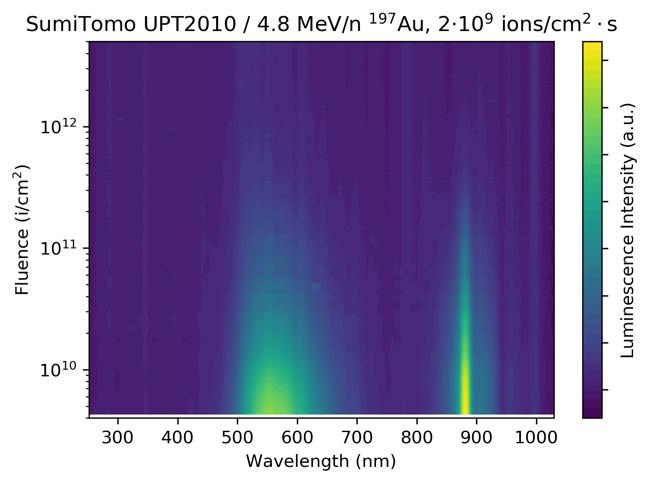 SumiTomo UPT2010 / 4.8 MeV/n ¹⁹⁷Au, 2·10⁹ ions/cm² · s
Fluence (i/cm²)
10¹²
10¹¹
10¹⁰
300 400 500 600 700 800 900 1000
Wavelength (nm)
Luminescence Intensity (a.u.)